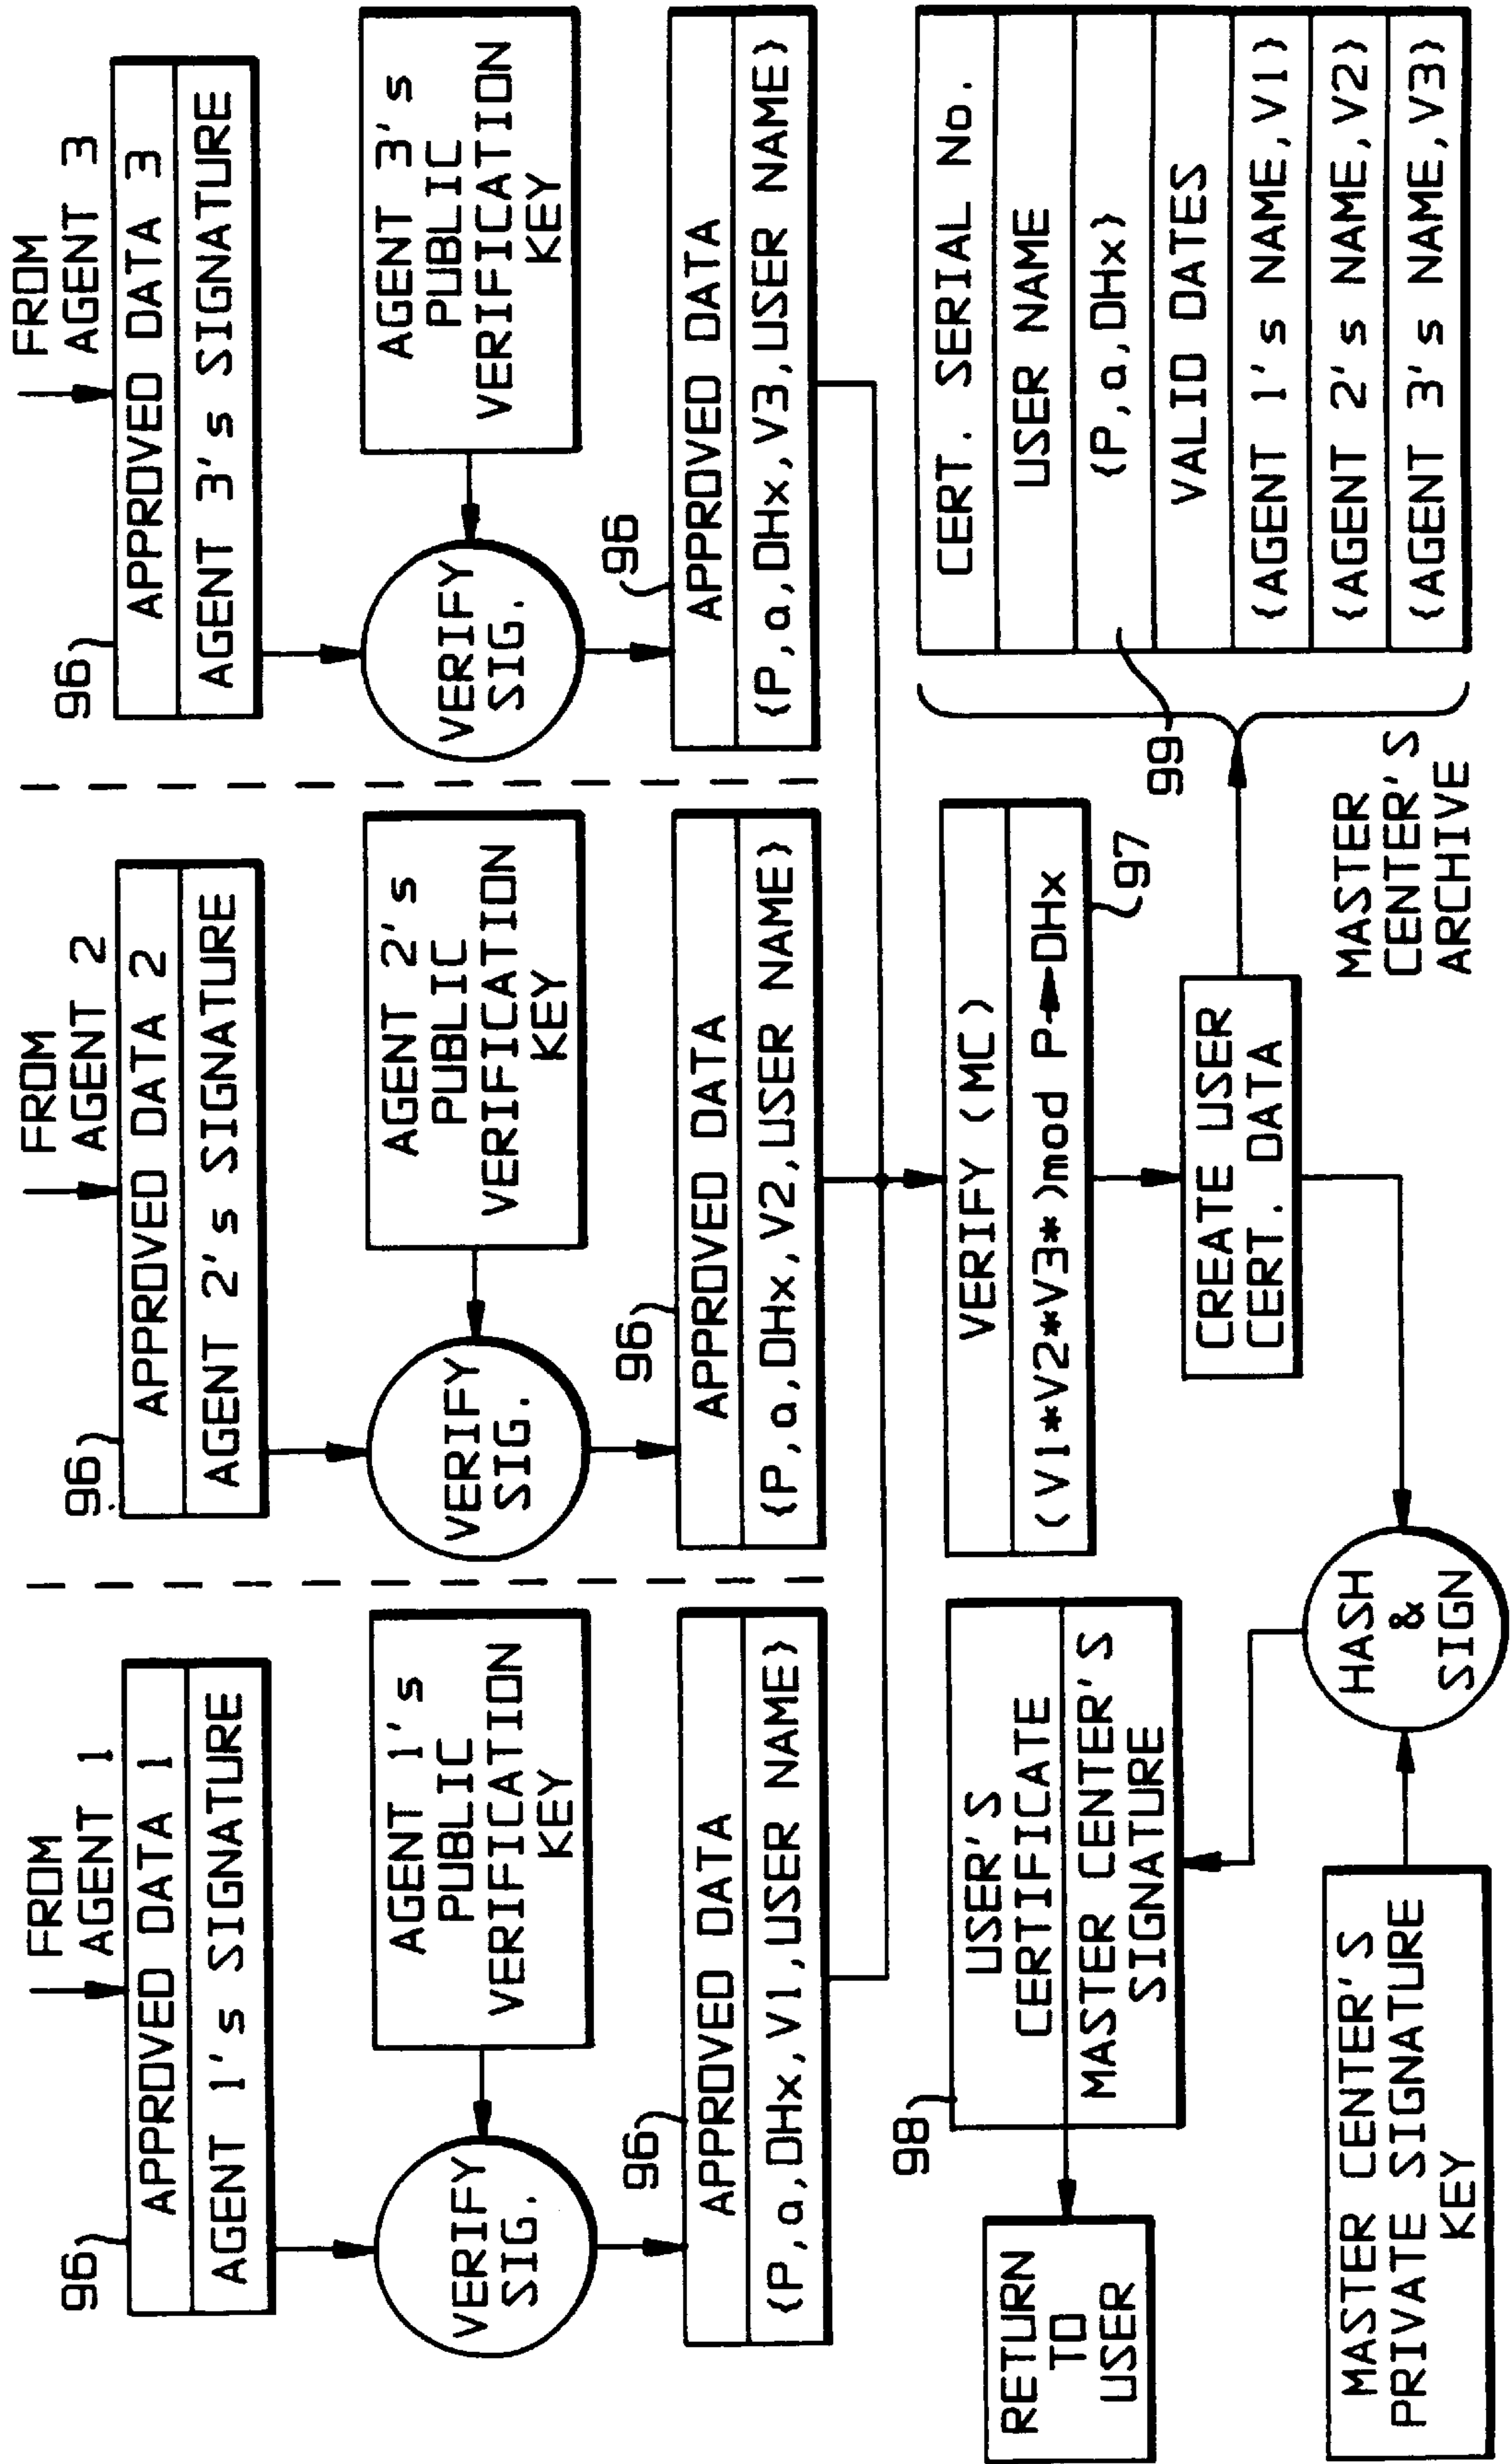 FROM
AGENT 1
96
APPROVED DATA 1
AGENT 1's SIGNATURE
AGENT 1's
PUBLIC
VERIFICATION
KEY
VERIFY
SIG.
96
APPROVED DATA
{P,a,DHx,V1,USER NAME}
FROM
AGENT 2
96
APPROVED DATA 2
AGENT 2's SIGNATURE
AGENT 2's
PUBLIC
VERIFICATION
KEY
VERIFY
SIG.
96
APPROVED DATA
{P,a,DHx,V2,USER NAME}
FROM
AGENT 3
96
APPROVED DATA 3
AGENT 3's SIGNATURE
AGENT 3's
PUBLIC
VERIFICATION
KEY
VERIFY
SIG.
96
APPROVED DATA
{P,a,DHx,V3,USER NAME}
VERIFY (MC)
(V1*V2*V3*)mod P→DHx
97
CREATE USER
CERT. DATA
MASTER
CENTER'S
ARCHIVE
99
CERT. SERIAL No.
USER NAME
{P,a,DHx}
VALID DATES
{AGENT 1's NAME,V1}
{AGENT 2's NAME,V2}
{AGENT 3's NAME,V3}
98
USER'S
CERTIFICATE
MASTER CENTER'S
SIGNATURE
RETURN
TO
USER
HASH
&
SIGN
MASTER CENTER'S
PRIVATE SIGNATURE
KEY